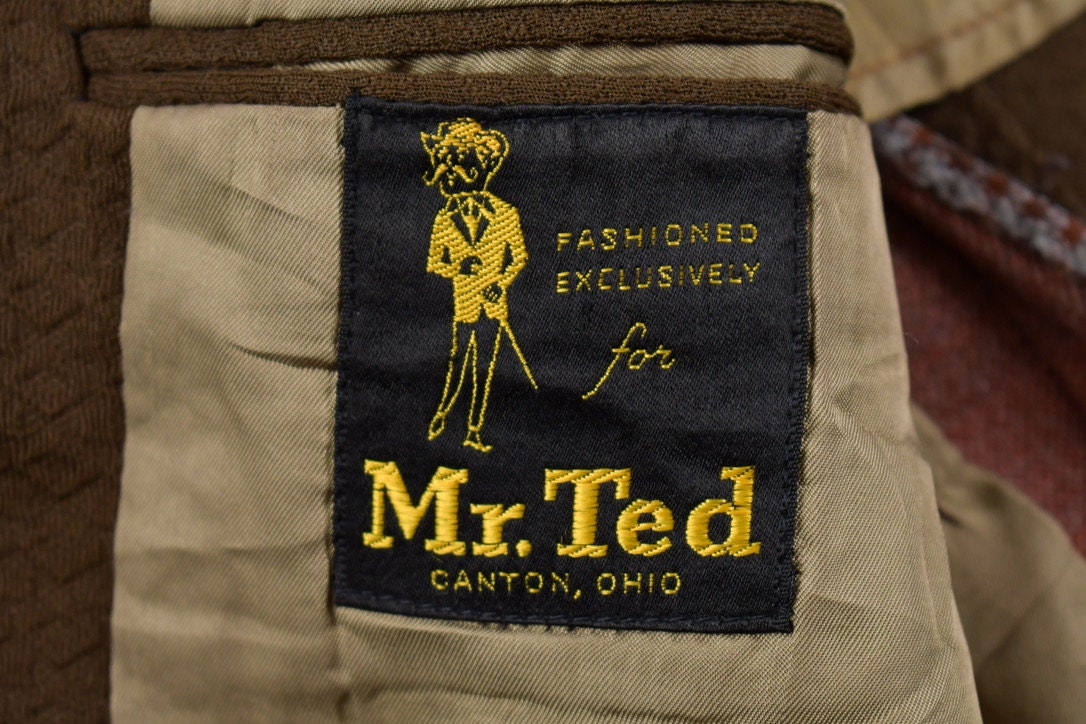 FASHIONED
EXCLUSIVELY
for
Mr. Ted
CANTON, OHIO